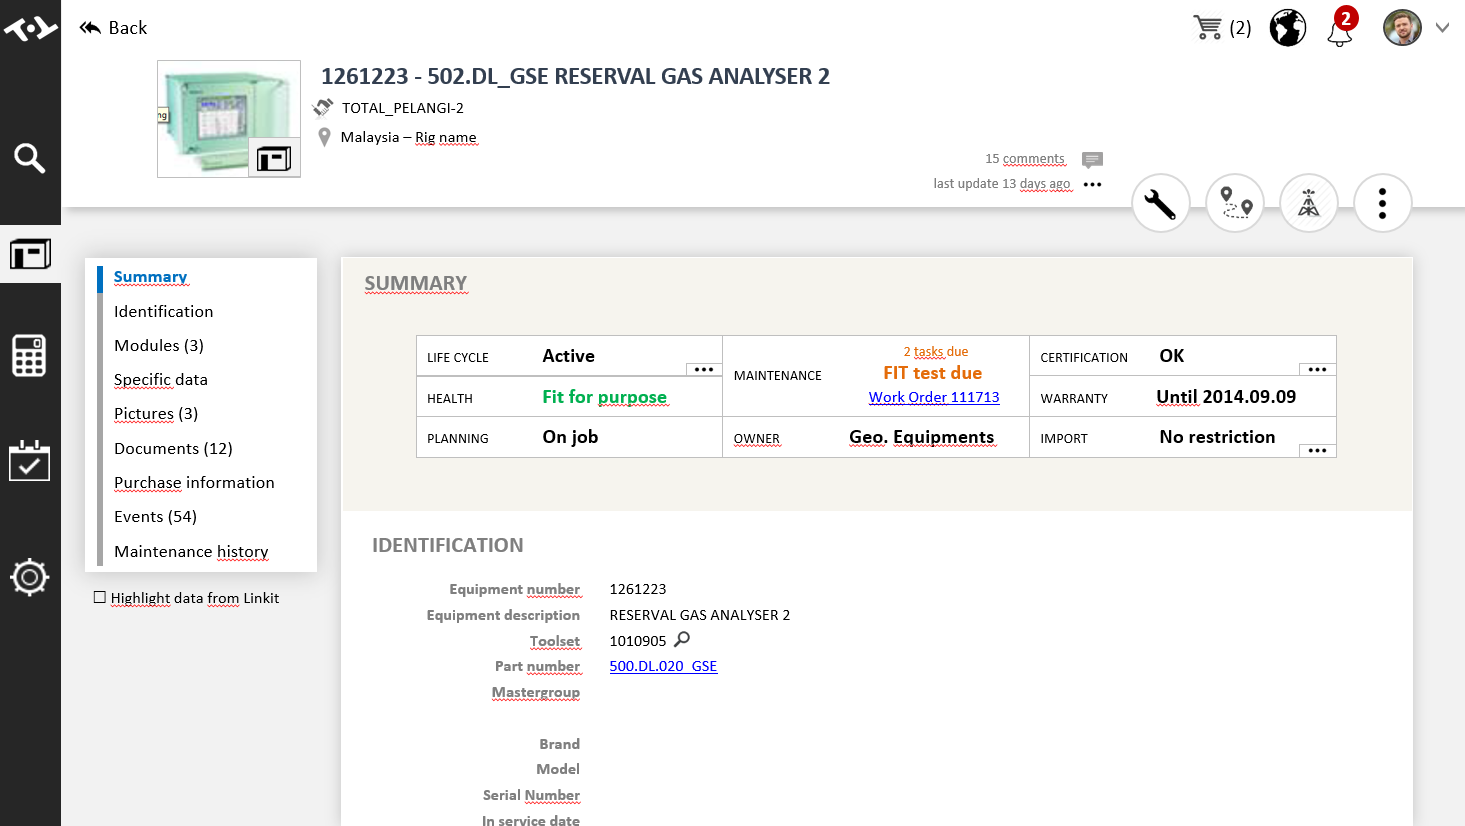 Back
(2)
2
1261223 - 502.DL_GSE RESERVAL GAS ANALYSER 2
TOTAL_PELANGI-2
ng
Malaysia – Rig name
15 comments
last update 13 days ago
Summary
Identification
Modules (3)
Specific data
Pictures (3)
Documents (12)
Purchase information
Events (54)
Maintenance history
Highlight data from Linkit
SUMMARY
LIFE CYCLE Active
HEALTH Fit for purpose
PLANNING On job
MAINTENANCE
2 tasks due
FIT test due
Work Order 111713
OWNER Geo. Equipments
CERTIFICATION OK
WARRANTY Until 2014.09.09
IMPORT No restriction
IDENTIFICATION
Equipment number 1261223
Equipment description RESERVAL GAS ANALYSER 2
Toolset 1010905
Part number 500.DL.020_GSE
Mastergroup
Brand
Model
Serial Number
In service date